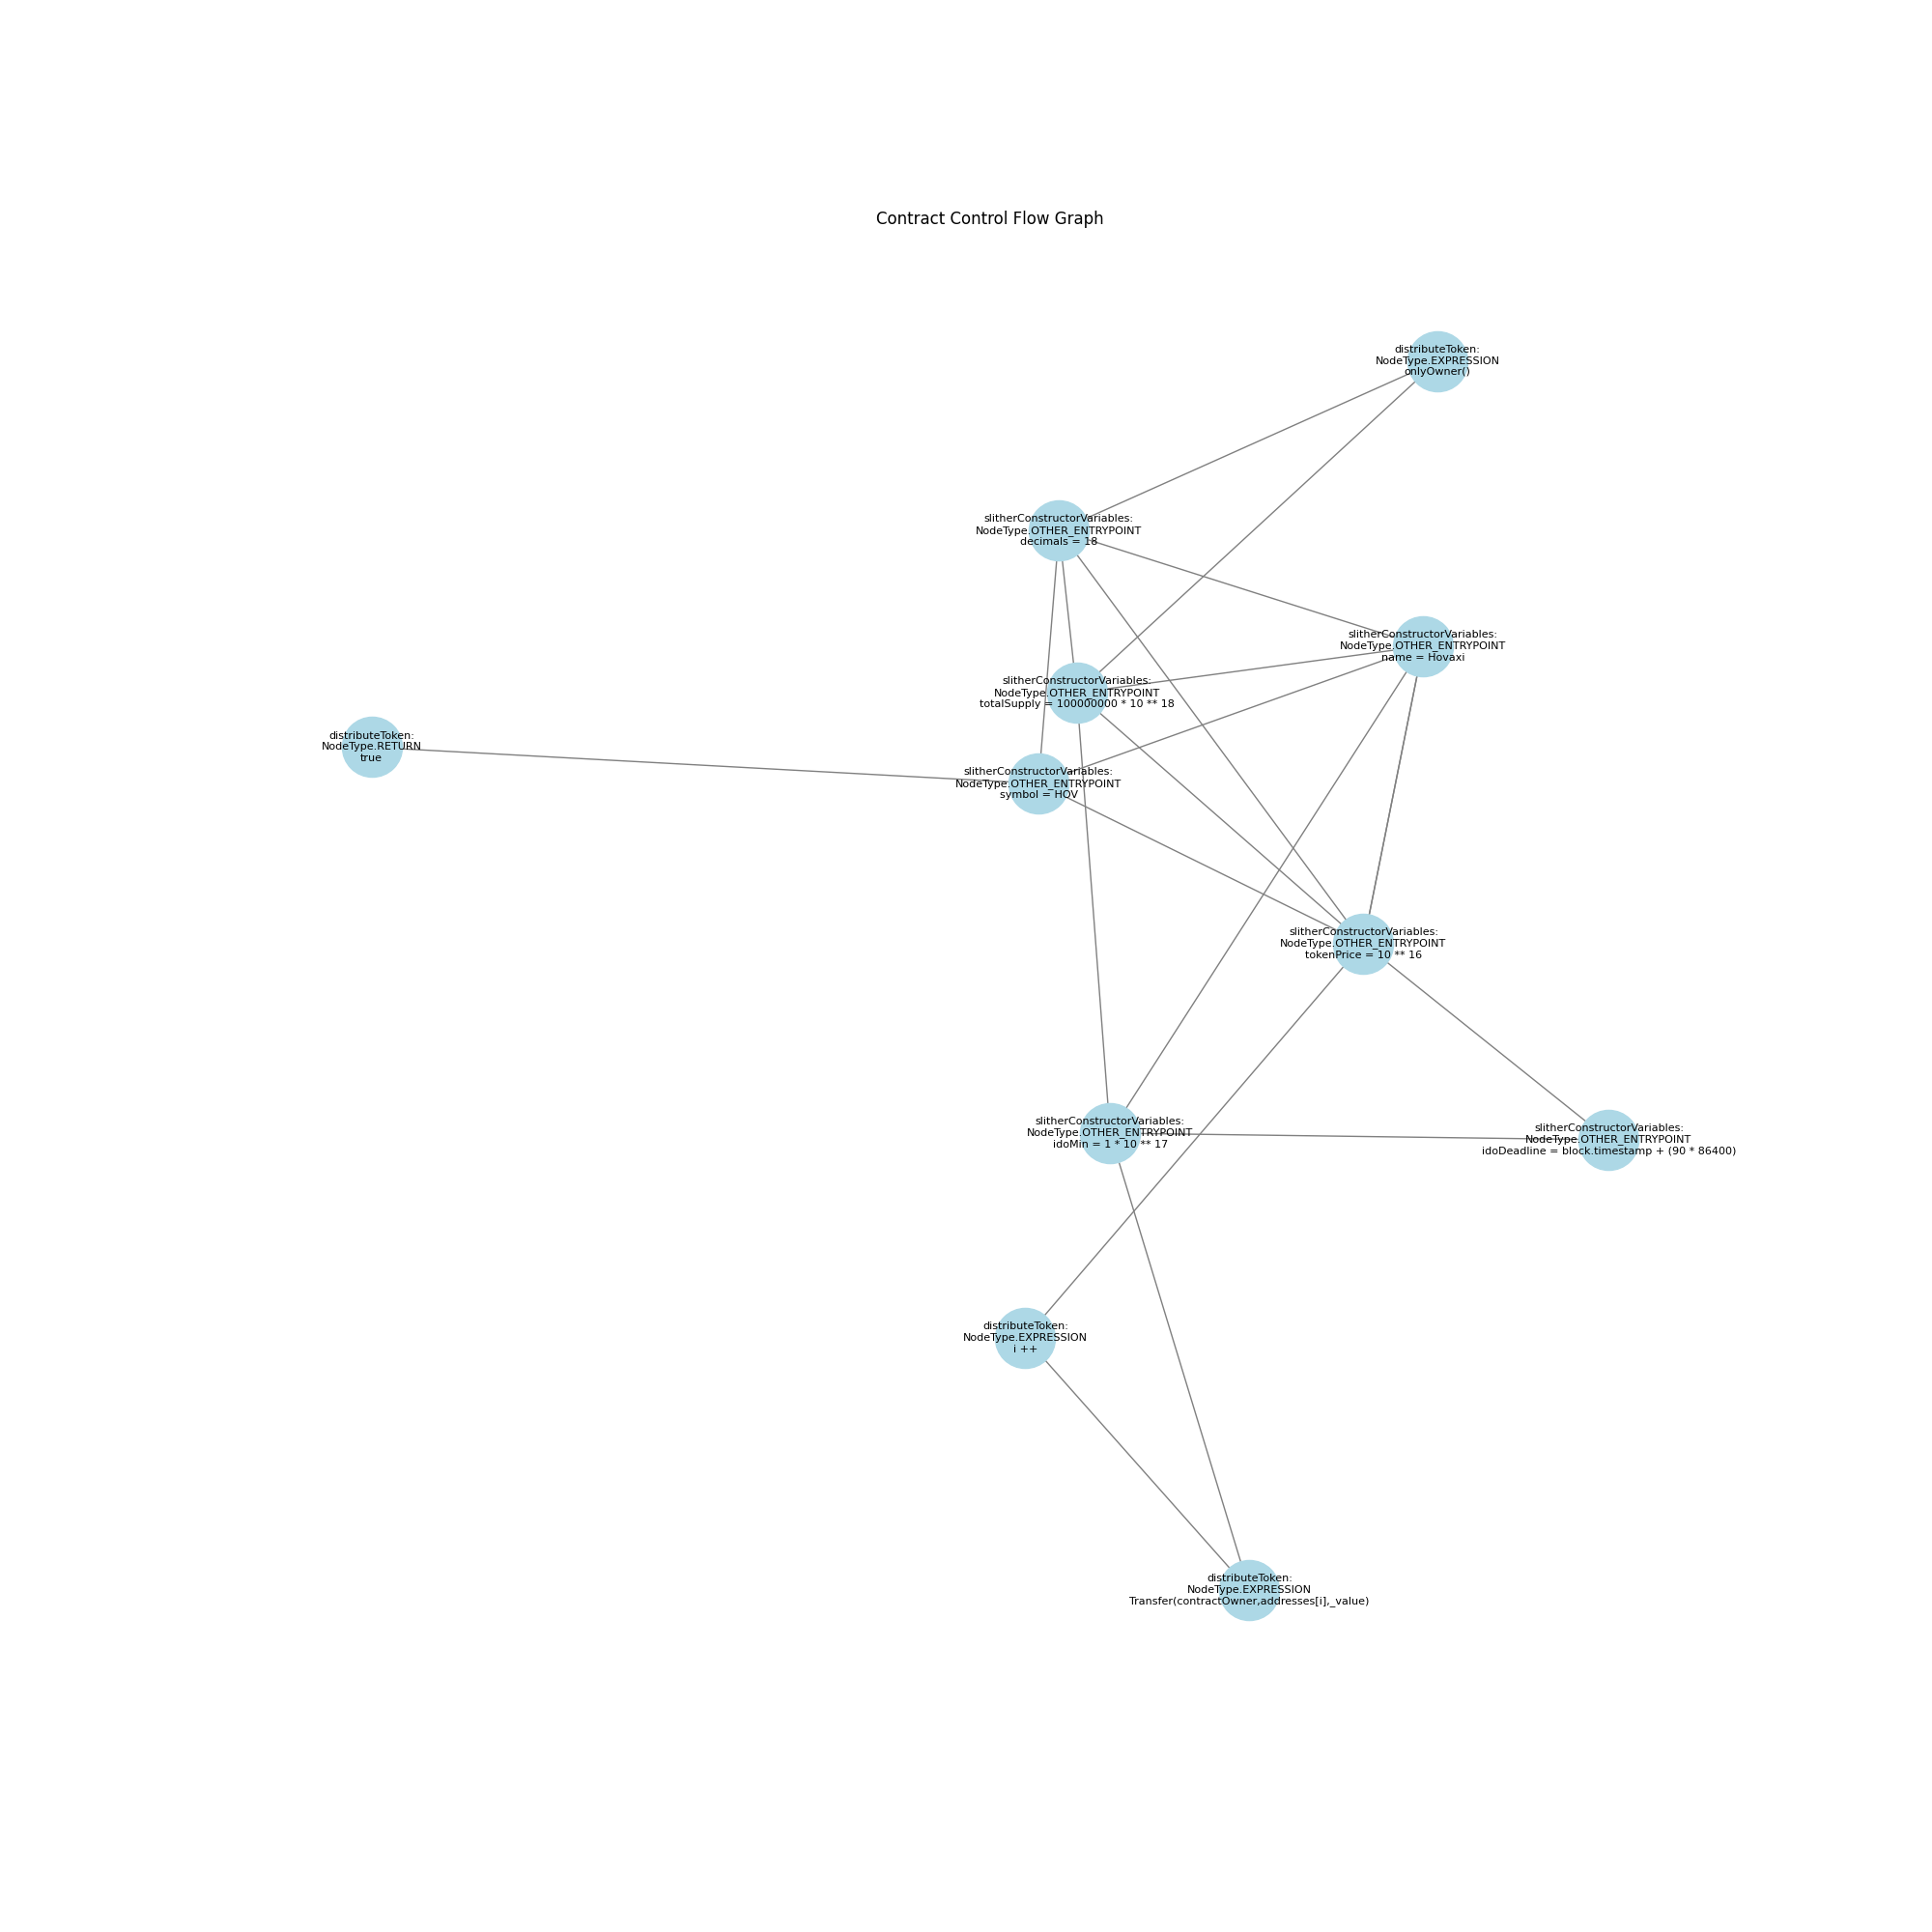 Contract Control Flow Graph
distributeToken:
NodeType.EXPRESSION
onlyOwner()
slitherConstructorVariables:
NodeType.OTHER_ENTRYPOINT
decimals = 18
slitherConstructorVariables:
NodeType.OTHER_ENTRYPOINT
name = Hovaxi
slitherConstructorVariables:
NodeType.OTHER_ENTRYPOINT
totalSupply = 100000000 * 10 ** 18
distributeToken:
NodeType.RETURN
true
slitherConstructorVariables:
NodeType.OTHER_ENTRYPOINT
symbol = HOV
slitherConstructorVariables:
NodeType.OTHER_ENTRYPOINT
tokenPrice = 10 ** 16
slitherConstructorVariables:
NodeType.OTHER_ENTRYPOINT
idoMin = 1 * 10 ** 17
slitherConstructorVariables:
NodeType.OTHER_ENTRYPOINT
idoDeadline = block.timestamp + (90 * 86400)
distributeToken:
NodeType.EXPRESSION
i ++
distributeToken:
NodeType.EXPRESSION
Transfer(contractOwner,addresses[i],_value)